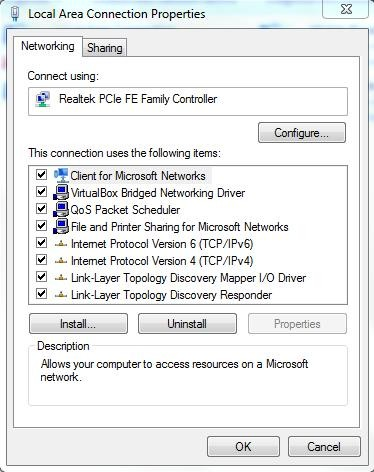 Local Area Connection Properties
Networking
Sharing
Connect using:
Realtek PCIe FE Family Controller
Configure...
This connection uses the following items:
Client for Microsoft Networks
VirtualBox Bridged Networking Driver
QoS Packet Scheduler
File and Printer Sharing for Microsoft Networks
Internet Protocol Version 6 (TCP/IPv6)
Internet Protocol Version 4 (TCP/IPv4)
Link-Layer Topology Discovery Mapper I/O Driver
Link-Layer Topology Discovery Responder
Install...
Uninstall
Properties
Description
Allows your computer to access resources on a Microsoft
network.
OK
Cancel